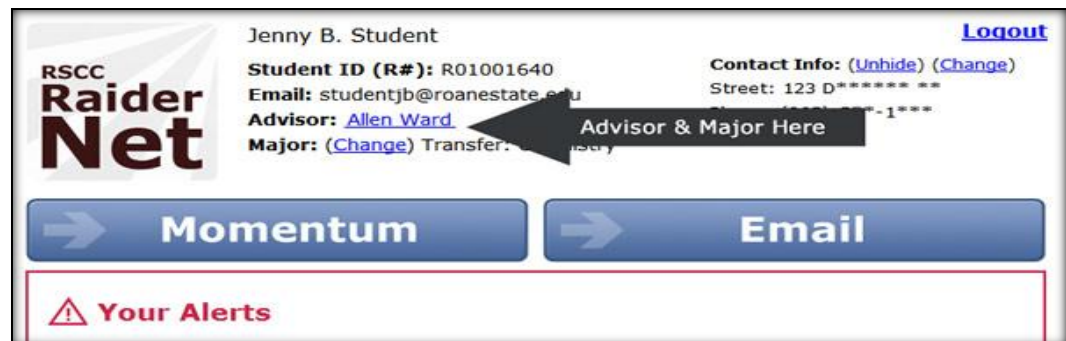 Jenny B. Student
Logout
RSCC
Raider
Net
Student ID (R#): R01001640
Email: studentjb@roanestate.edu
Advisor: Allen Ward
Major: (Change) Transfer:
Contact Info: (Unhide) (Change)
Street: 123 D****** **
*-1***
Advisor & Major Here
Momentum
Email
Your Alerts